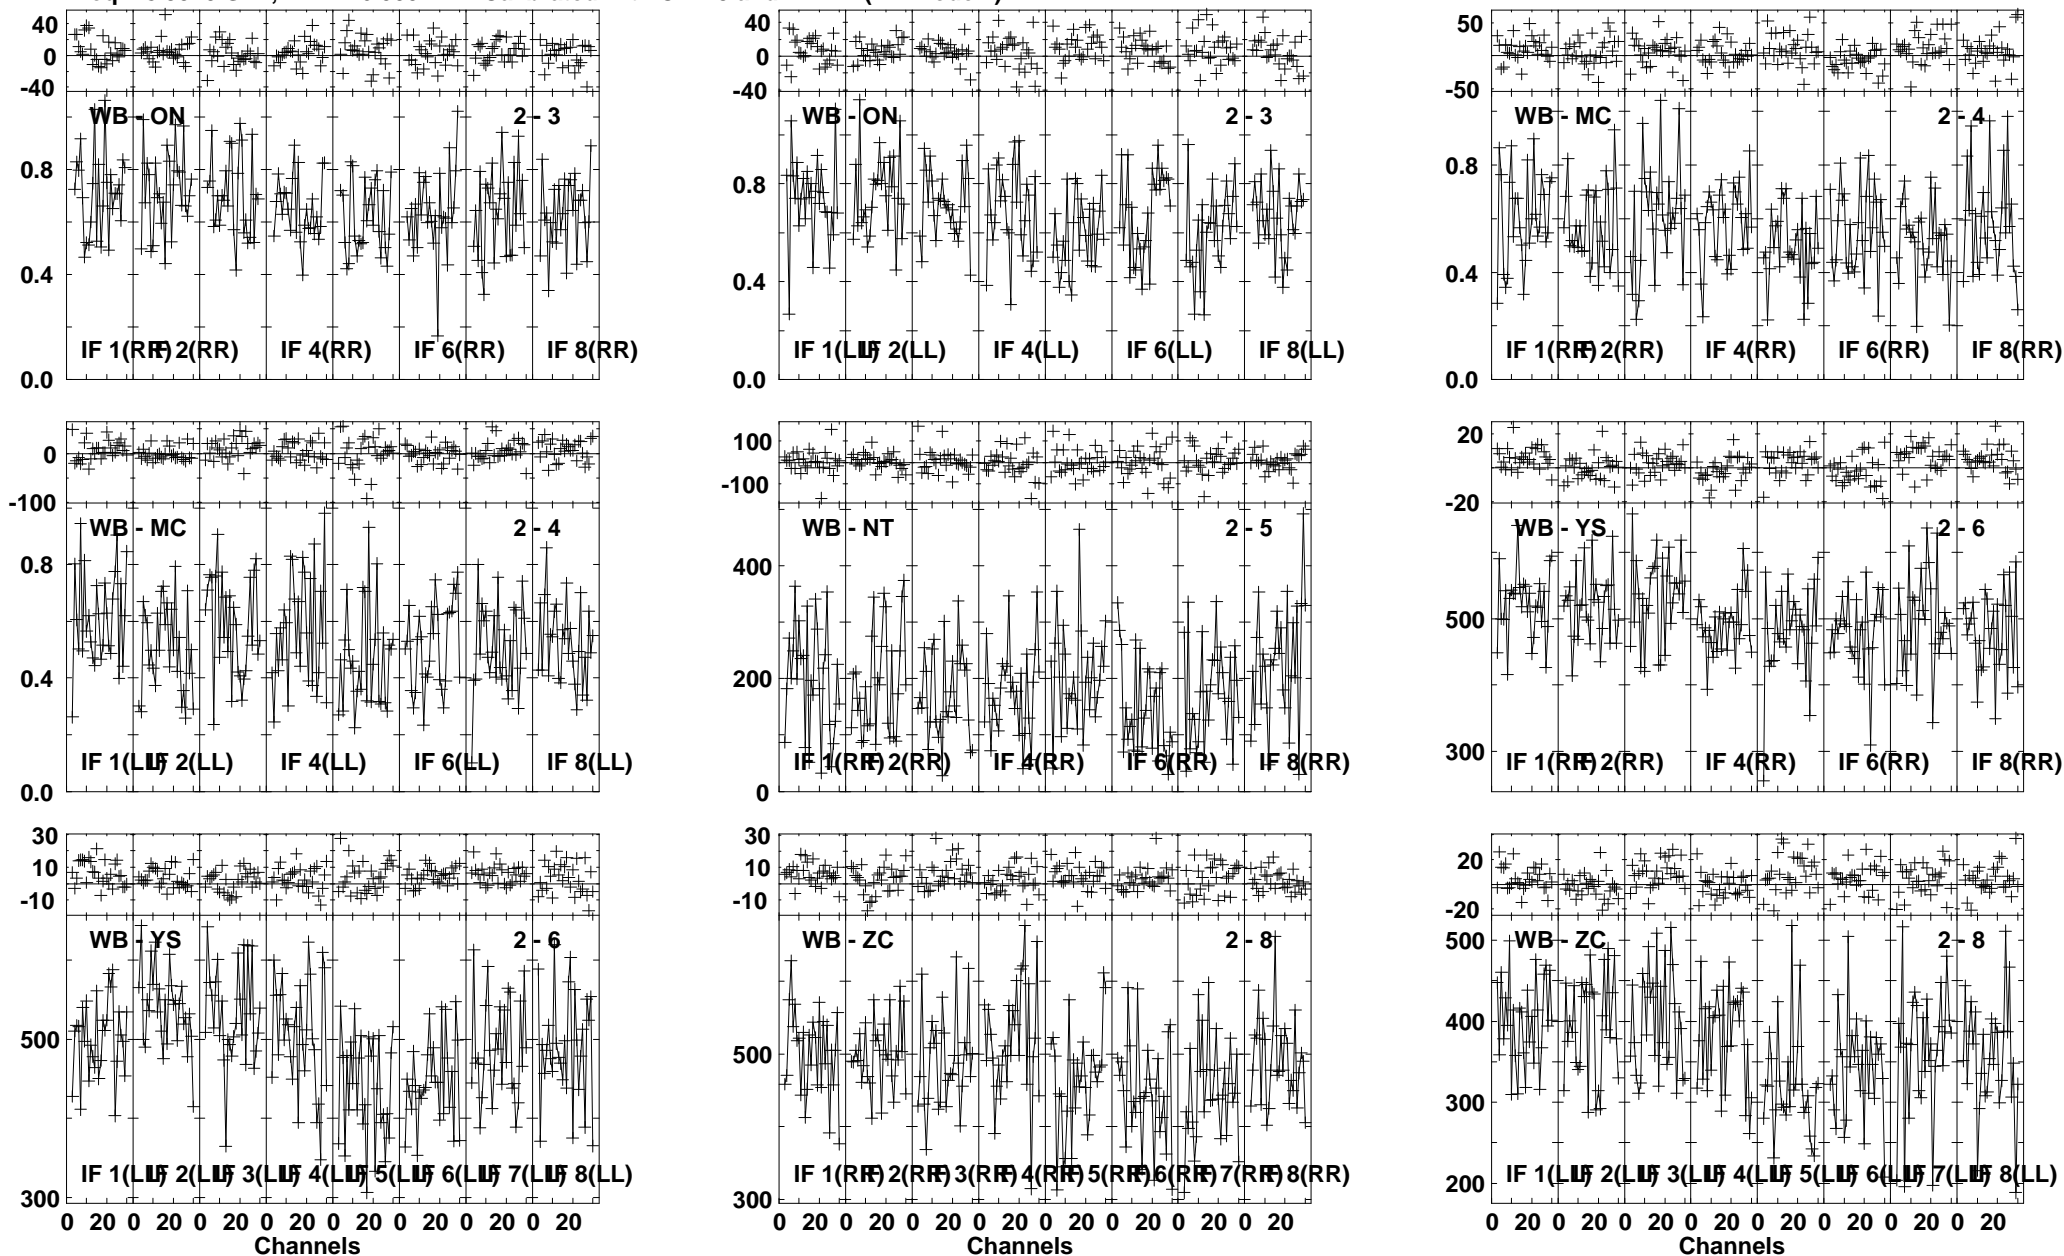 40
0
-40
WB - ON 2 - 3
0.8
0.4
IF 1(RR) IF 2(RR) IF 4(RR) IF 6(RR) IF 8(RR)
0.0
40
0
-40
WB - ON 2 - 3
0.8
0.4
IF 1(LL) IF 2(LL) IF 4(LL) IF 6(LL) IF 8(LL)
0.0
50
0
-50
WB - MC 2 - 4
0.8
0.4
IF 1(RR) IF 2(RR) IF 4(RR) IF 6(RR) IF 8(RR)
0.0
0
-100
WB - MC 2 - 4
0.8
0.4
IF 1(LL) IF 2(LL) IF 4(LL) IF 6(LL) IF 8(LL)
0.0
100
0
-100
WB - NT 2 - 5
400
200
IF 1(RR) IF 2(RR) IF 4(RR) IF 6(RR) IF 8(RR)
0
20
0
-20
WB - YS 2 - 6
500
300
IF 1(RR) IF 2(RR) IF 4(RR) IF 6(RR) IF 8(RR)
30
10
-10
WB - YS 2 - 6
500
IF 1(LL) IF 2(LL) IF 3(LL) IF 4(LL) IF 5(LL) IF 6(LL) IF 7(LL) IF 8(LL)
300
0 20 0 20 0 20 0 20 0 20 0 20 0 20 0 20
Channels
30
10
-10
WB - ZC 2 - 8
500
IF 1(RR) IF 2(RR) IF 3(RR) IF 4(RR) IF 5(RR) IF 6(RR) IF 7(RR) IF 8(RR)
300
0 20 0 20 0 20 0 20 0 20 0 20 0 20 0 20
Channels
20
0
-20
WB - ZC 2 - 8
500
400
300
IF 1(LL) IF 2(LL) IF 3(LL) IF 4(LL) IF 5(LL) IF 6(LL) IF 7(LL) IF 8(LL)
200
0 20 0 20 0 20 0 20 0 20 0 20 0 20 0 20
Channels